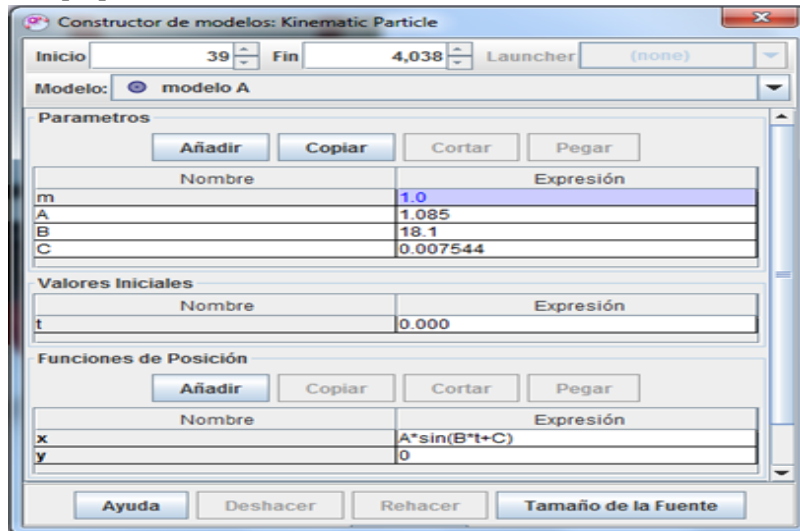 Constructor de modelos: Kinematic Particle
Inicio 39 Fin 4,038 Launcher (none)
Modelo: modelo A
Parametros
Añadir Copiar Cortar Pegar
Nombre Expresión
m 1.0
A 1.085
B 18.1
C 0.007544
Valores Iniciales
Nombre Expresión
t 0.000
Funciones de Posición
Añadir Copiar Cortar Pegar
Nombre Expresión
x A*sin(B*t+C)
y 0
Ayuda Deshacer Rehacer Tamaño de la Fuente